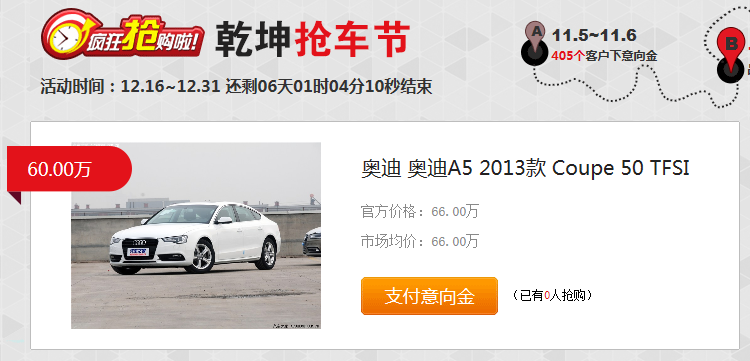 疯狂抢购啦!
乾坤抢车节
活动时间：12.16~12.31 还剩06天01时04分10秒结束
A
11.5~11.6
405个客户下意向金
B
60.00万
奥迪 奥迪A5 2013款 Coupe 50 TFSI
官方价格：66.00万
市场均价：66.00万
支付意向金
（已有0人抢购）